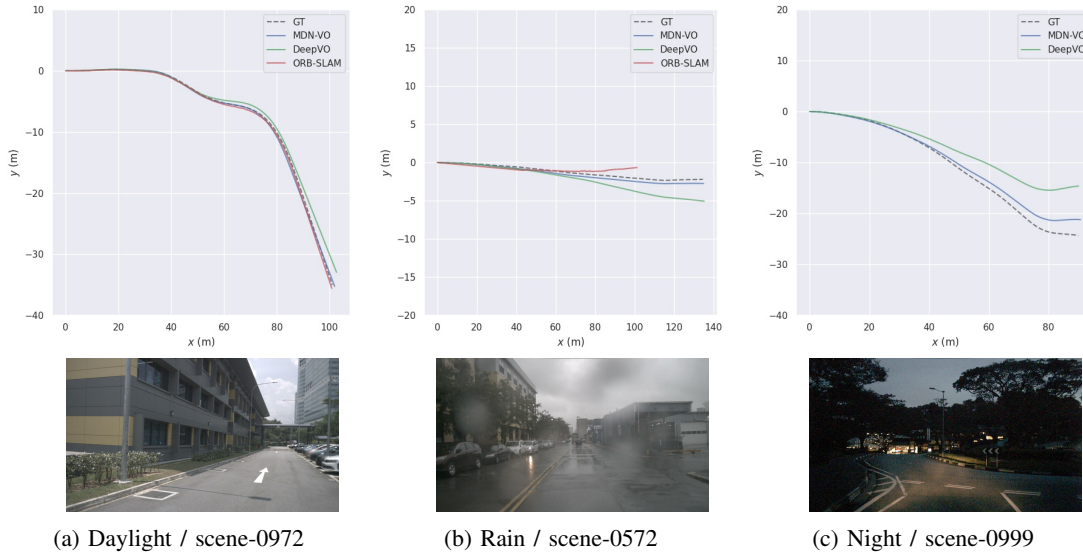 10
0
−10
−20
−30
−40
y (m)
0 20 40 60 80 100
x (m)
GT
MDN-VO
DeepVO
ORB-SLAM
20
15
10
5
0
−5
−10
−15
−20
y (m)
0 20 40 60 80 100 120 140
x (m)
GT
MDN-VO
DeepVO
ORB-SLAM
20
10
0
−10
−20
−30
−40
y (m)
0 20 40 60 80
x (m)
GT
MDN-VO
DeepVO
(a) Daylight / scene-0972
(b) Rain / scene-0572
(c) Night / scene-0999